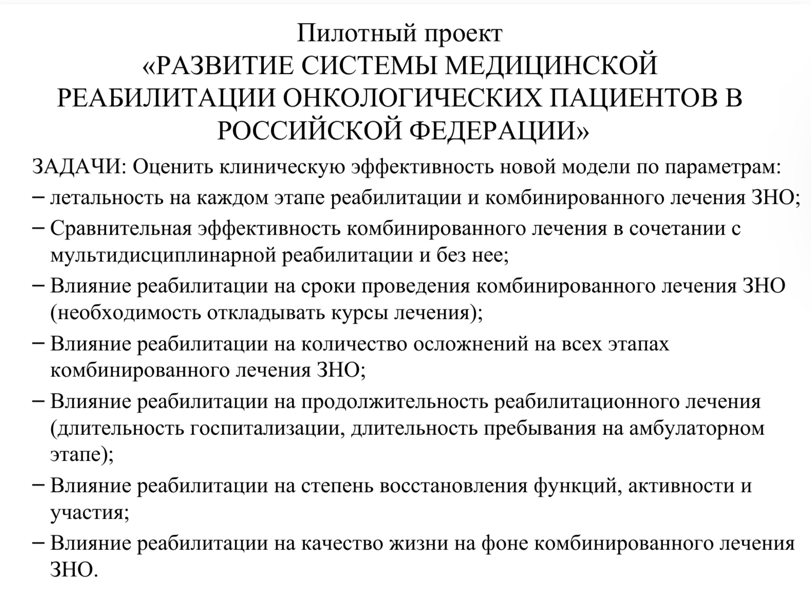 Пилотный проект
«РАЗВИТИЕ СИСТЕМЫ МЕДИЦИНСКОЙ
РЕАБИЛИТАЦИИ ОНКОЛОГИЧЕСКИХ ПАЦИЕНТОВ В
РОССИЙСКОЙ ФЕДЕРАЦИИ»
ЗАДАЧИ: Оценить клиническую эффективность новой модели по параметрам:
– летальность на каждом этапе реабилитации и комбинированного лечения ЗНО;
– Сравнительная эффективность комбинированного лечения в сочетании с
мультидисциплинарной реабилитации и без нее;
– Влияние реабилитации на сроки проведения комбинированного лечения ЗНО
(необходимость откладывать курсы лечения);
– Влияние реабилитации на количество осложнений на всех этапах
комбинированного лечения ЗНО;
– Влияние реабилитации на продолжительность реабилитационного лечения
(длительность госпитализации, длительность пребывания на амбулаторном
этапе);
– Влияние реабилитации на степень восстановления функций, активности и
участия;
– Влияние реабилитации на качество жизни на фоне комбинированного лечения
ЗНО.